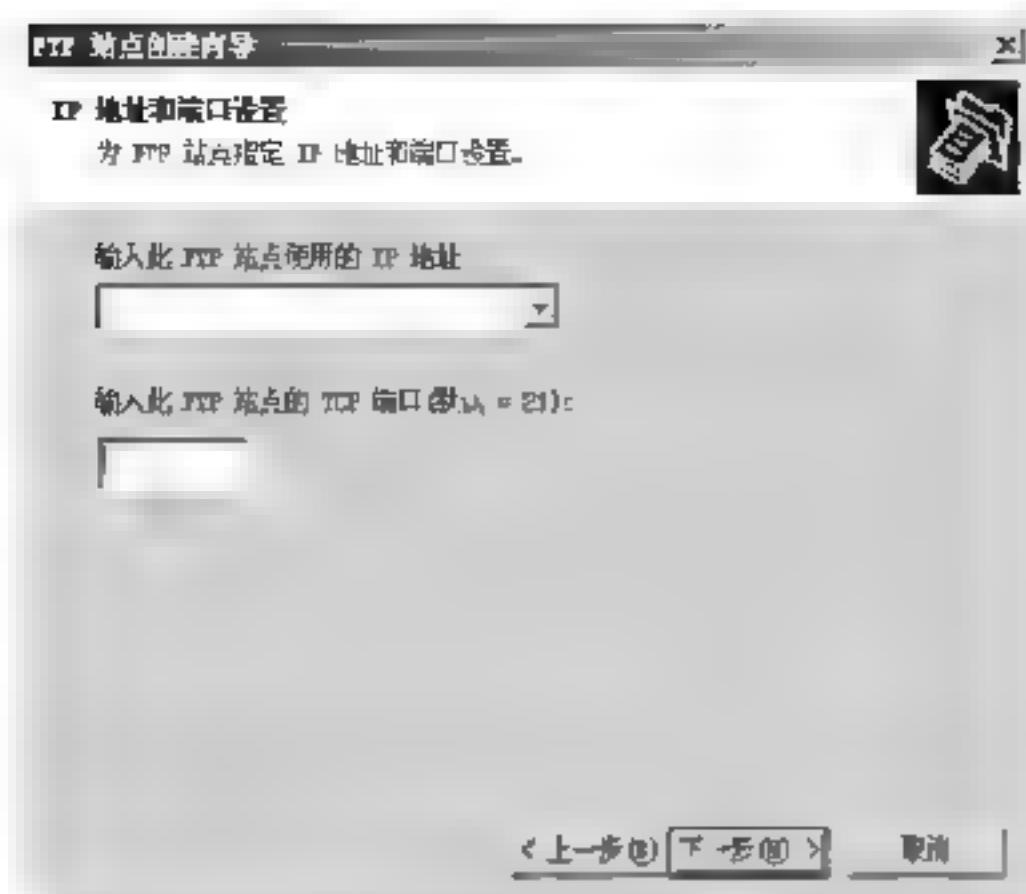 FTP 站点创建向导
IP 地址和端口设置
为 FTP 站点指定 IP 地址和端口设置。
输入此 FTP 站点使用的 IP 地址
输入此 FTP 站点的 TCP 端口(默认 = 21):
< 上一步(B) 下一步(N) > 取消